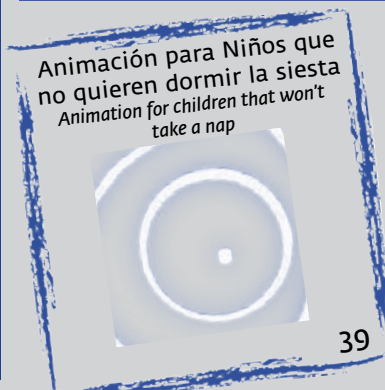 Animación para Niños que
no quieren dormir la siesta
Animation for children that won't
take a nap
39